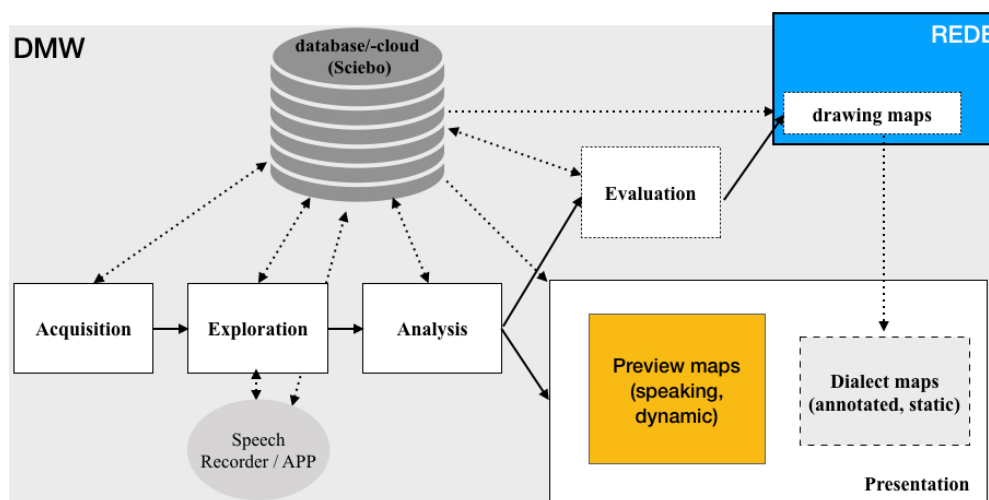 DMW
database/-cloud
(Sciebo)
REDE
drawing maps
Evaluation
Acquisition
Exploration
Analysis
Preview maps
(speaking,
dynamic)
Dialect maps
(annotated, static)
Speech
Recorder / APP
Presentation